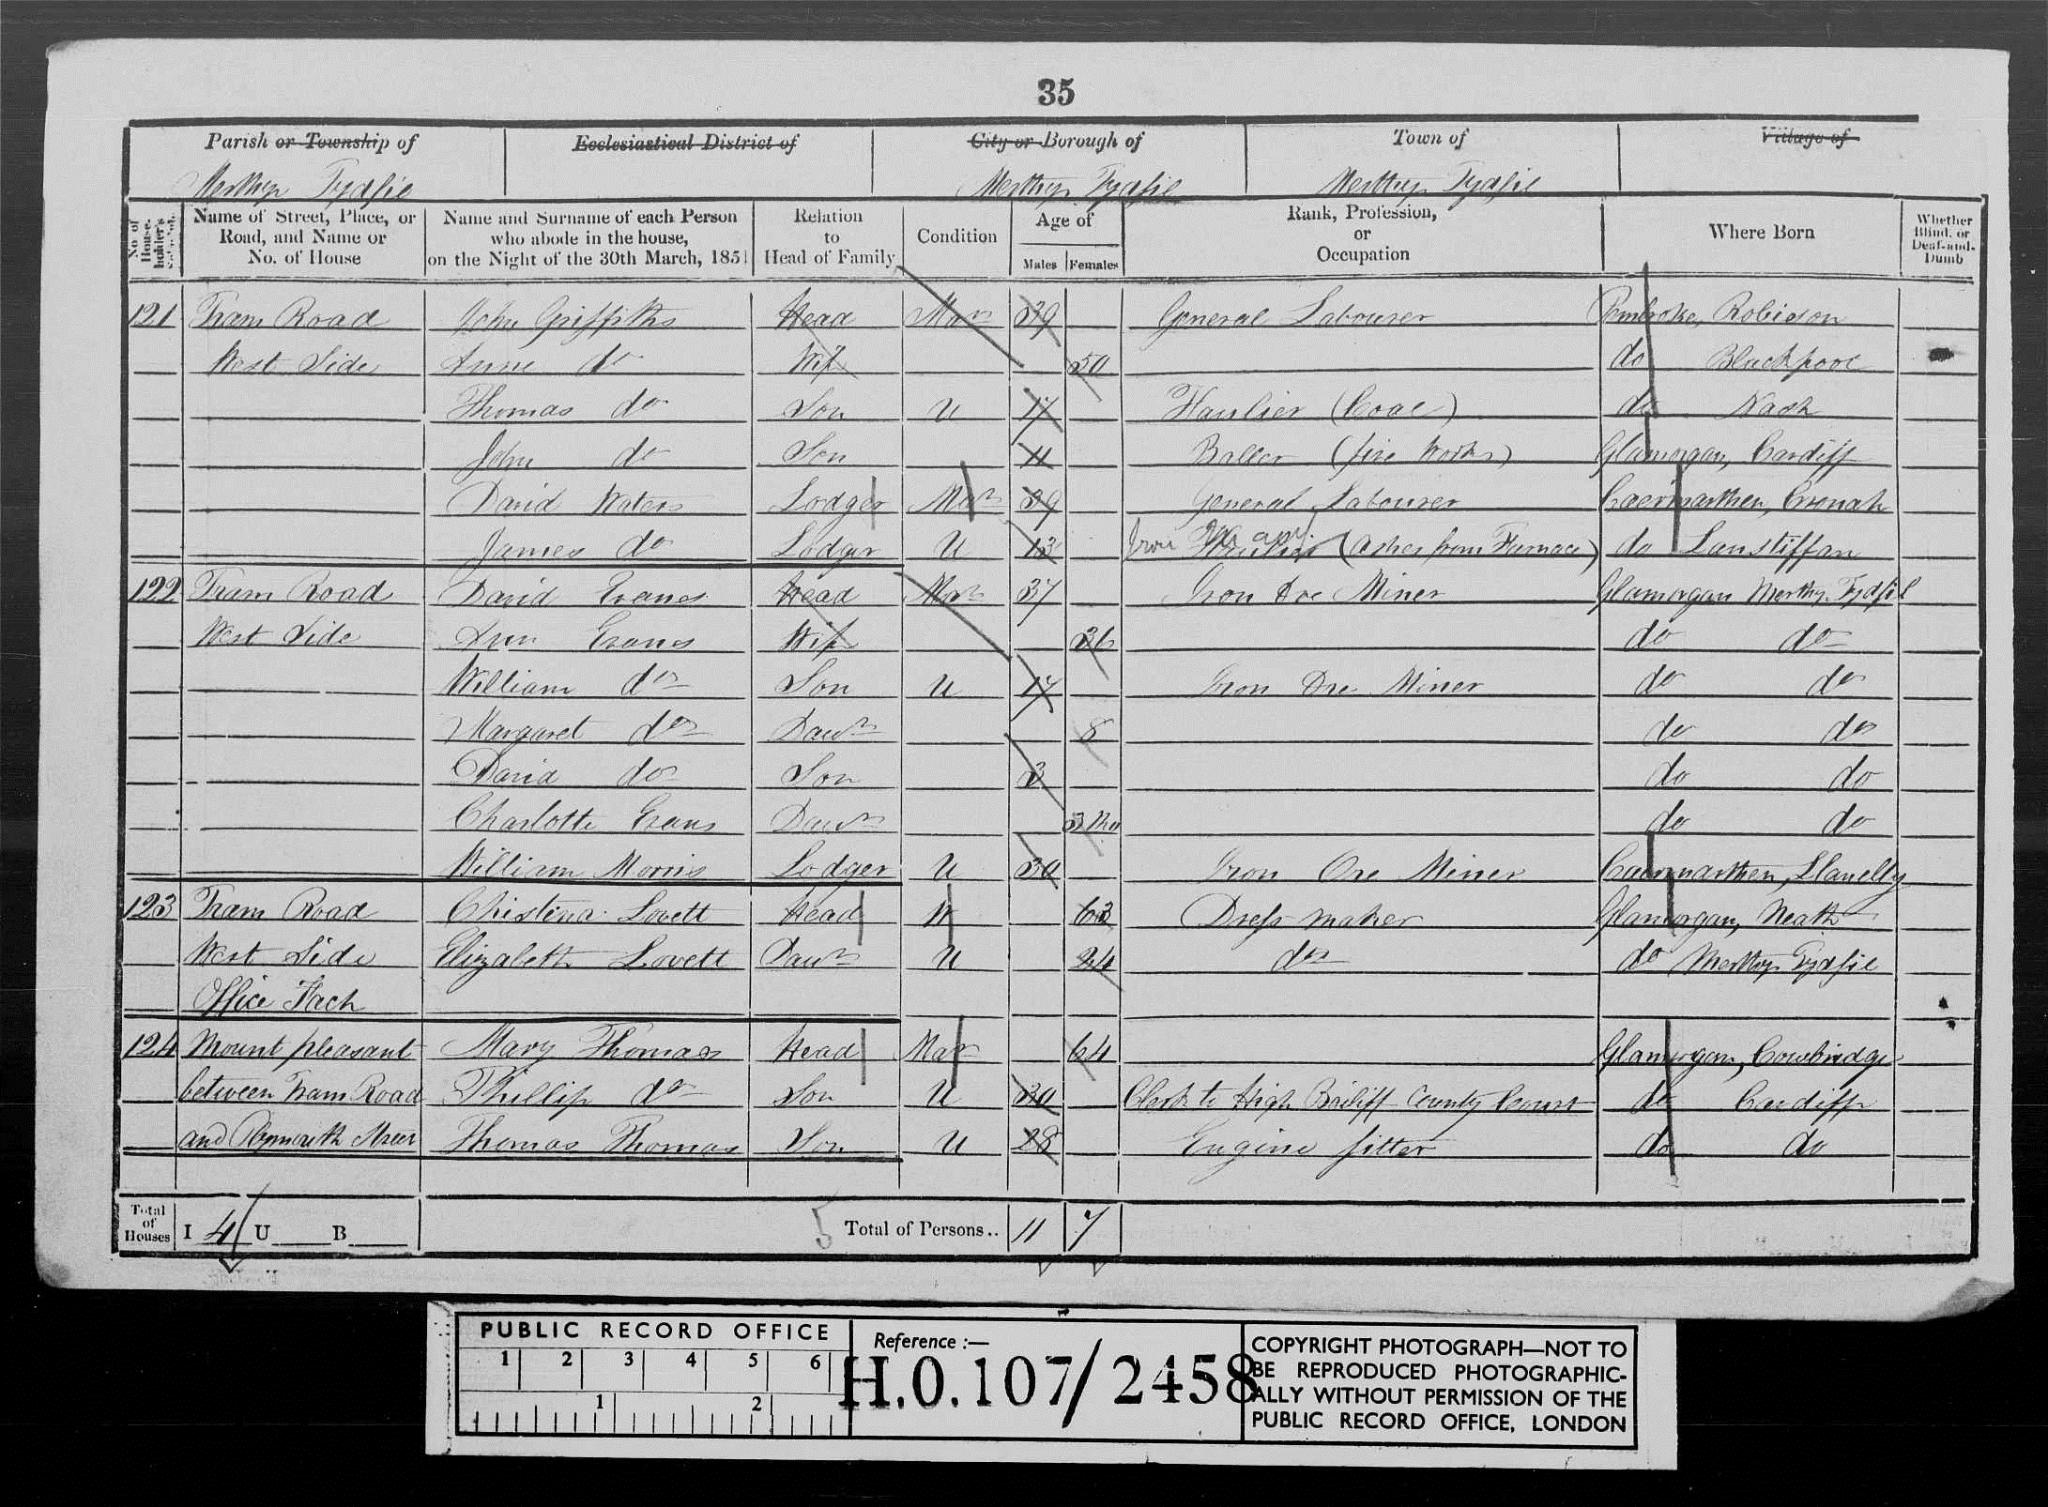 35
Parish or Township of Ecclesiastical District of City or Borough of Town of Village of
Merthyr Tydfil Merthyr Tydfil Merthyr Tydfil
No. of House-holder's Schedule Name of Street, Place, or Road, and Name or No. of House Name and Surname of each Person who abode in the house, on the Night of the 30th March, 1851 Relation to Head of Family Condition Age of Males Females Rank, Profession, or Occupation Where Born Whether Blind, or Deaf-and-Dumb
121 Tram Road John Griffiths Head Mar 39 General Labourer Pembroke, Robieson
West Side Anne do Wife 50 do Blackpool
Thomas do Son U 17 Haulier (Coal) do Nash
John do Son 11 Baller (fire Works) Glamorgan, Cardiff
David Waters Lodger Mar 39 General Labourer Caermarthen,
James do Lodger U 13 Iron Haulier (Ashes from Furnace) do Lanstiffan
122 Tram Road David Evans Head Mar 37 Iron Ore Miner Glamorgan Merthyr Tydfil
West Side Ann Evans Wife 36 do do
William do Son U 17 Iron Ore Miner do do
Margaret do Daur 8 do do
David do Son 3 do do
Charlotte Evans Daur 3 Mo do do
William Morris Lodger U 30 Iron Ore Miner Caermarthen, Llanelly
123 Tram Road Christina Lovett Head W 63 Dress maker Glamorgan, Neath
West Side Elizabeth Lovett Daur U 24 do do Merthyr Tydfil
Office Fach
124 Mount pleasant Mary Thomas Head Mar 64 Glamorgan, Cowbridge
between Tram Road Phillip do Son U 30 Clerk to High Bailiff County Court do Cardiff
and Plymouth Street Thomas Thomas Son U 28 Engine fitter do do
Total of Houses I 4 U B 5 Total of Persons.. 11 7
PUBLIC RECORD OFFICE
1 2 3 4 5 6
1 2
Reference :—
H.O.107/2458
COPYRIGHT PHOTOGRAPH—NOT TO
BE REPRODUCED PHOTOGRAPHIC-
ALLY WITHOUT PERMISSION OF THE
PUBLIC RECORD OFFICE, LONDON